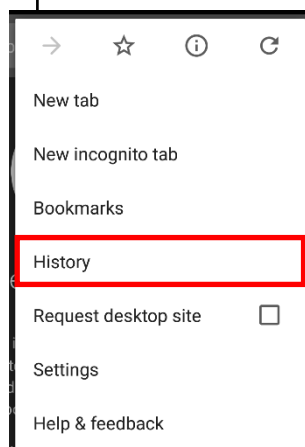 New tab
New incognito tab
Bookmarks
History
Request desktop site
Settings
Help & feedback